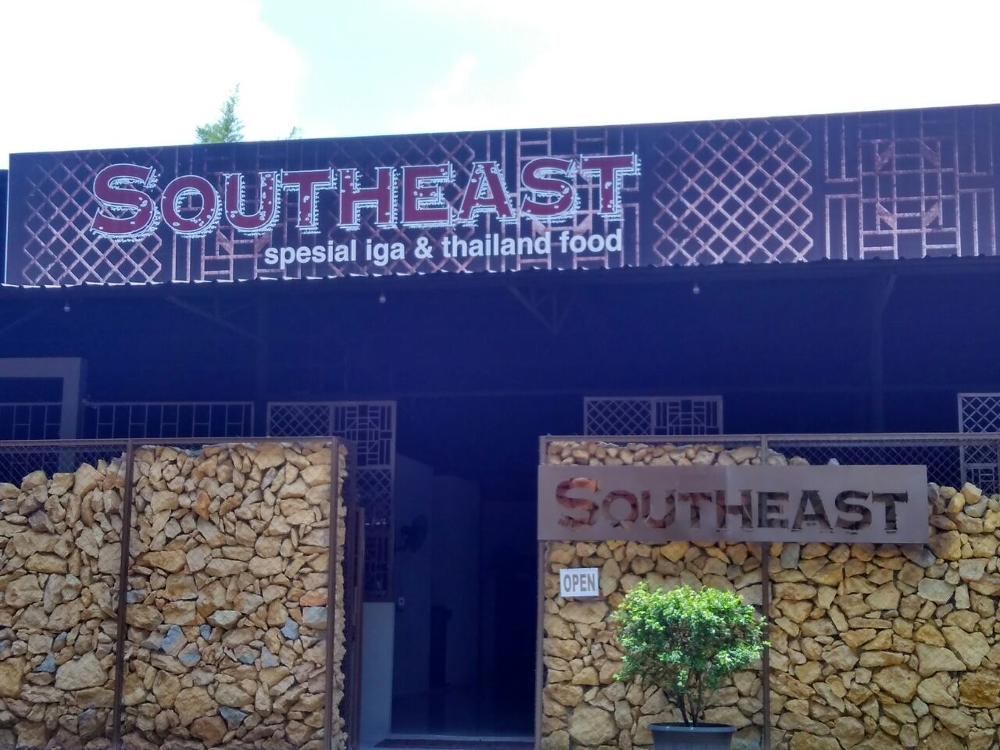 SOUTHEAST
spesial iga & thailand food
SOUTHEAST
OPEN